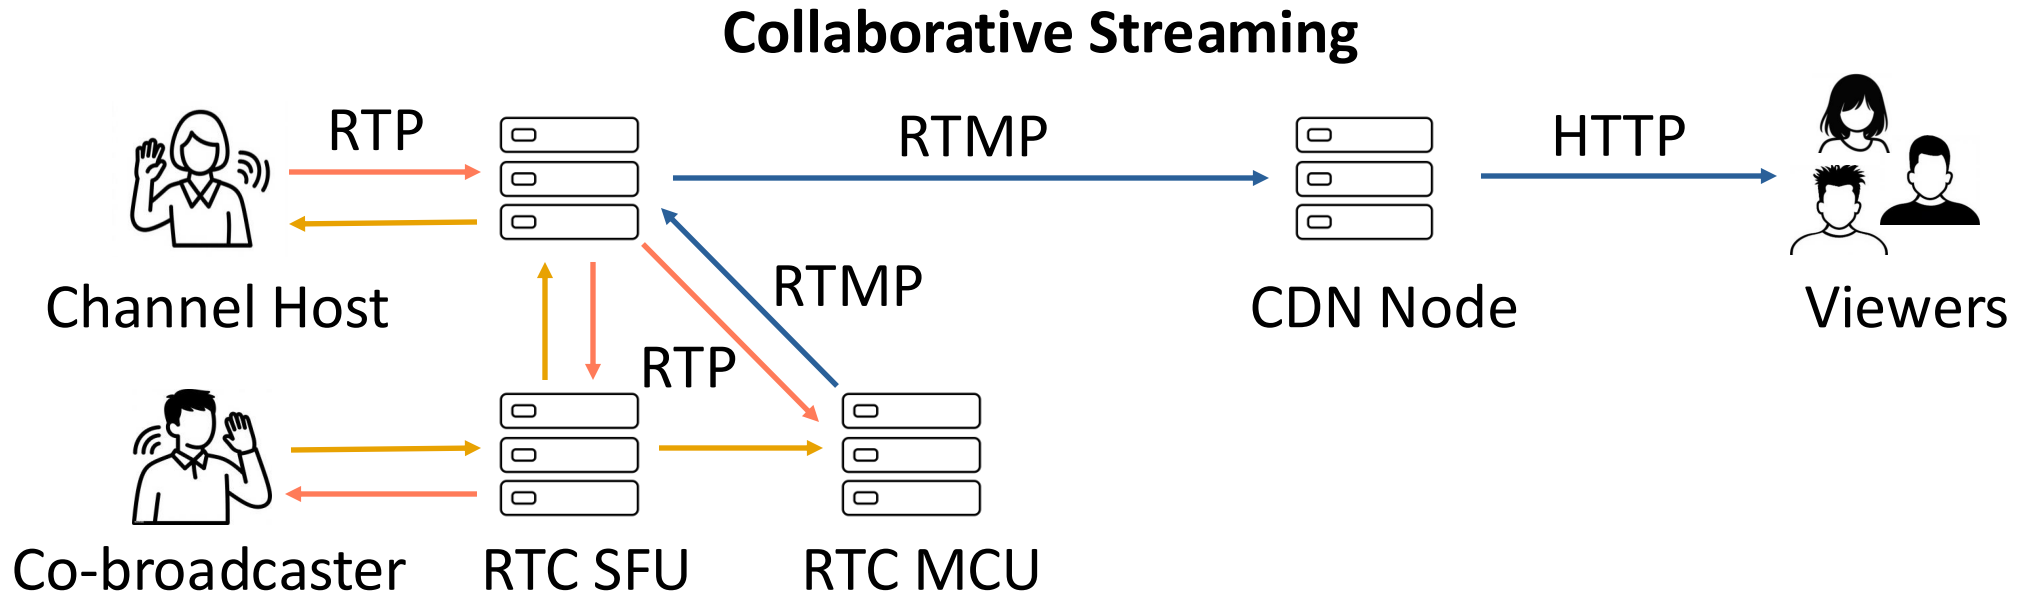 Collaborative Streaming
RTP
RTMP
HTTP
Channel Host
RTMP
CDN Node
Viewers
RTP
Co-broadcaster
RTC SFU
RTC MCU